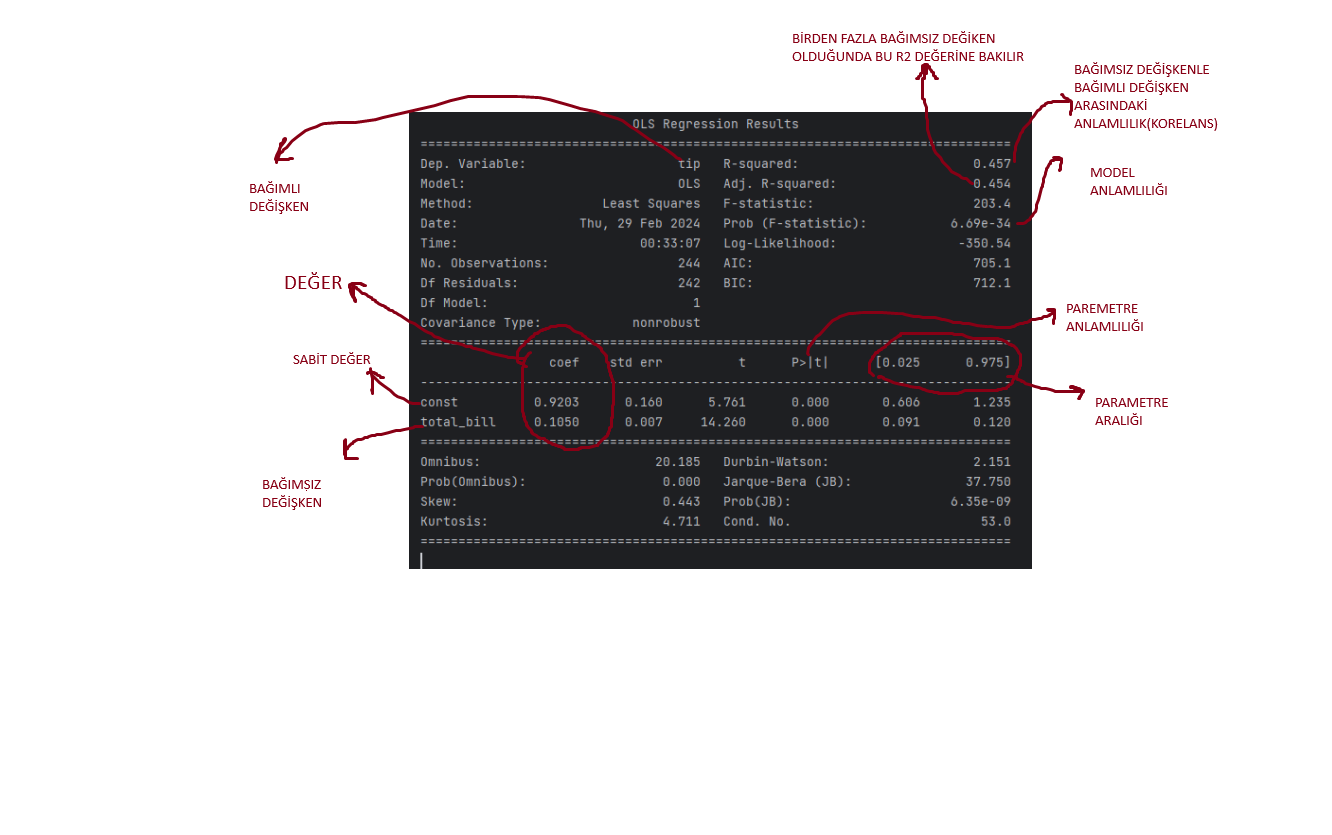 BİRDEN FAZLA BAĞIMSIZ DEĞİKEN
OLDUĞUNDA BU R2 DEĞERİNE BAKILIR
BAĞIMSIZ DEĞİŞKENLE
BAĞIMLI DEĞİŞKEN
ARASINDAKİ
ANLAMLILIK(KORELANS)
MODEL
ANLAMLILIĞI
BAĞIMLI
DEĞİŞKEN
DEĞER
SABİT DEĞER
BAĞIMŞIZ
DEĞİŞKEN
PAREMETRE
ANLAMLILIĞI
PARAMETRE
ARALIĞI
OLS Regression Results
==============================================================================
Dep. Variable: tip R-squared: 0.457
Model: OLS Adj. R-squared: 0.454
Method: Least Squares F-statistic: 203.4
Date: Thu, 29 Feb 2024 Prob (F-statistic): 6.69e-34
Time: 00:33:07 Log-Likelihood: -350.54
No. Observations: 244 AIC: 705.1
Df Residuals: 242 BIC: 712.1
Df Model: 1
Covariance Type: nonrobust
==============================================================================
coef std err t P>|t| [0.025 0.975]
------------------------------------------------------------------------------
const 0.9203 0.160 5.761 0.000 0.606 1.235
total_bill 0.1050 0.007 14.260 0.000 0.091 0.120
==============================================================================
Omnibus: 20.185 Durbin-Watson: 2.151
Prob(Omnibus): 0.000 Jarque-Bera (JB): 37.750
Skew: 0.443 Prob(JB): 6.35e-09
Kurtosis: 4.711 Cond. No. 53.0
==============================================================================